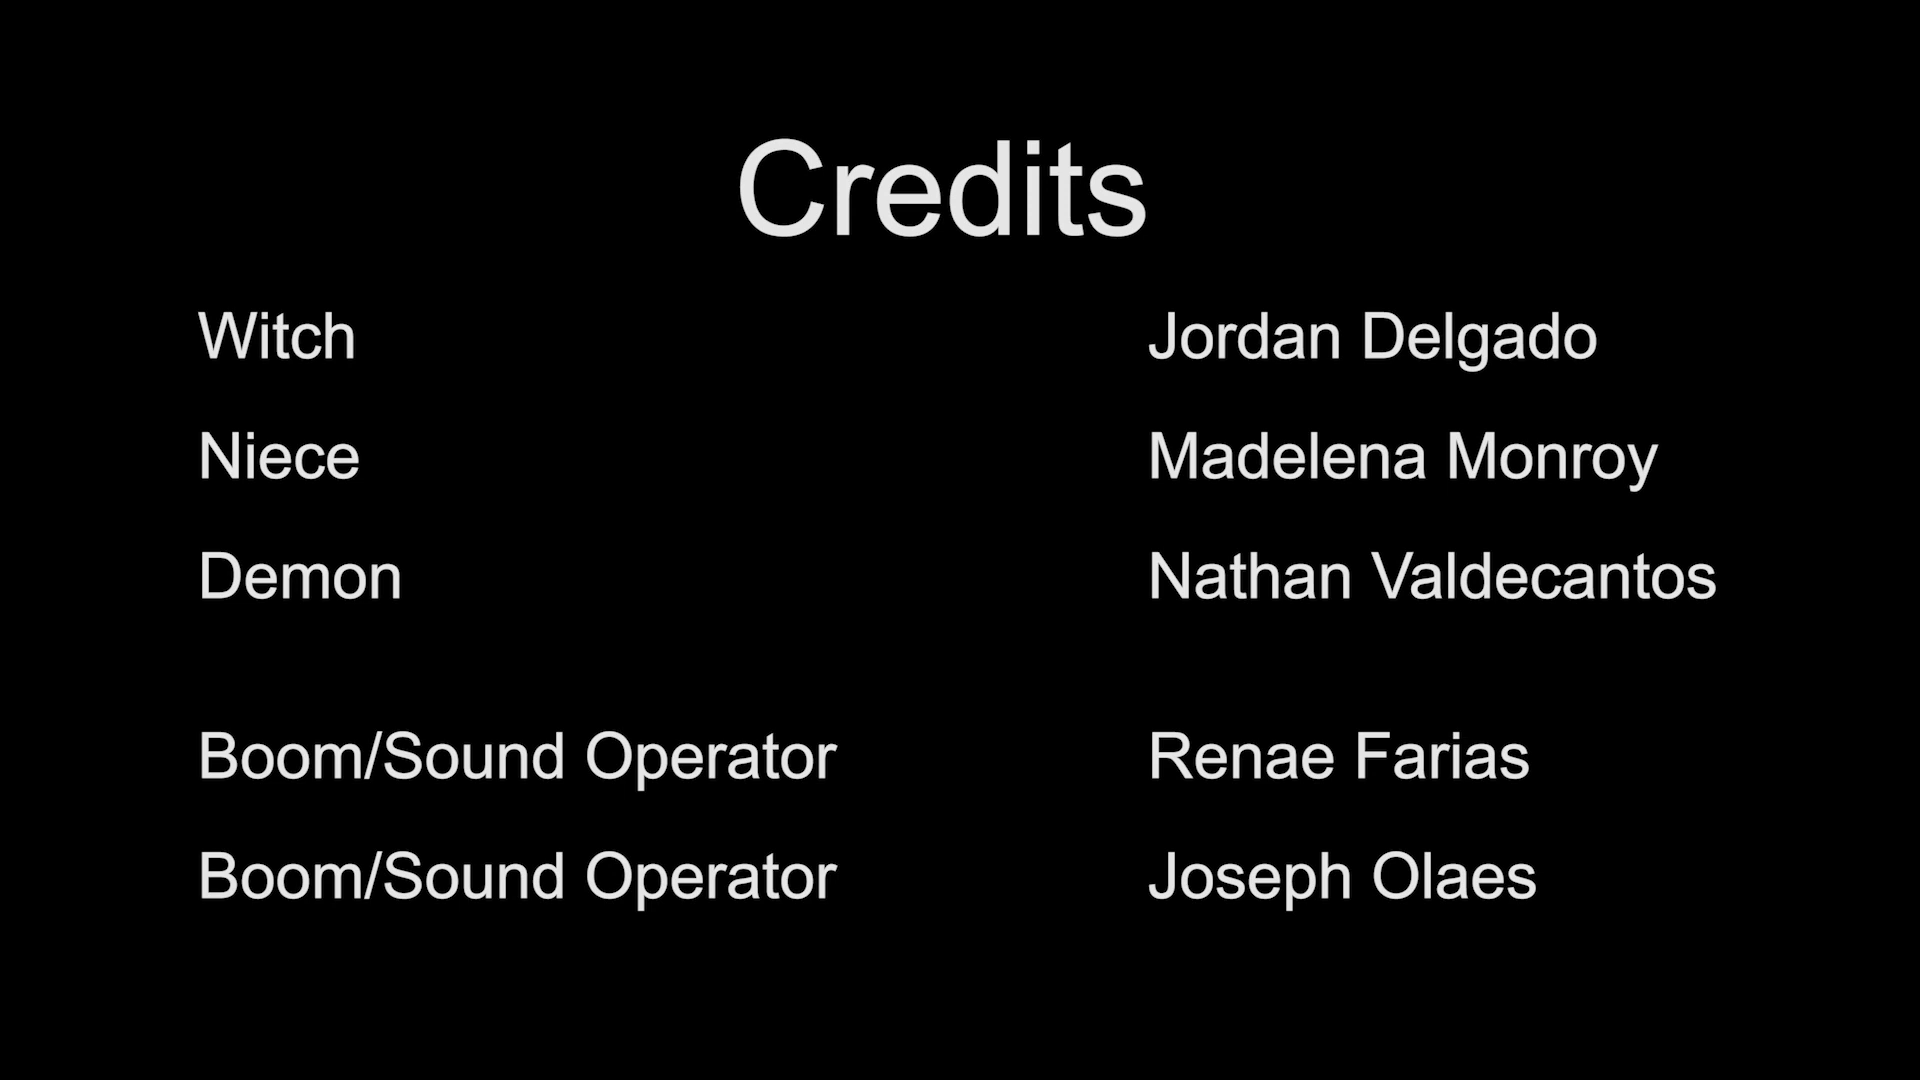 Credits
Witch Jordan Delgado
Niece Madelena Monroy
Demon Nathan Valdecantos
Boom/Sound Operator Renae Farias
Boom/Sound Operator Joseph Olaes